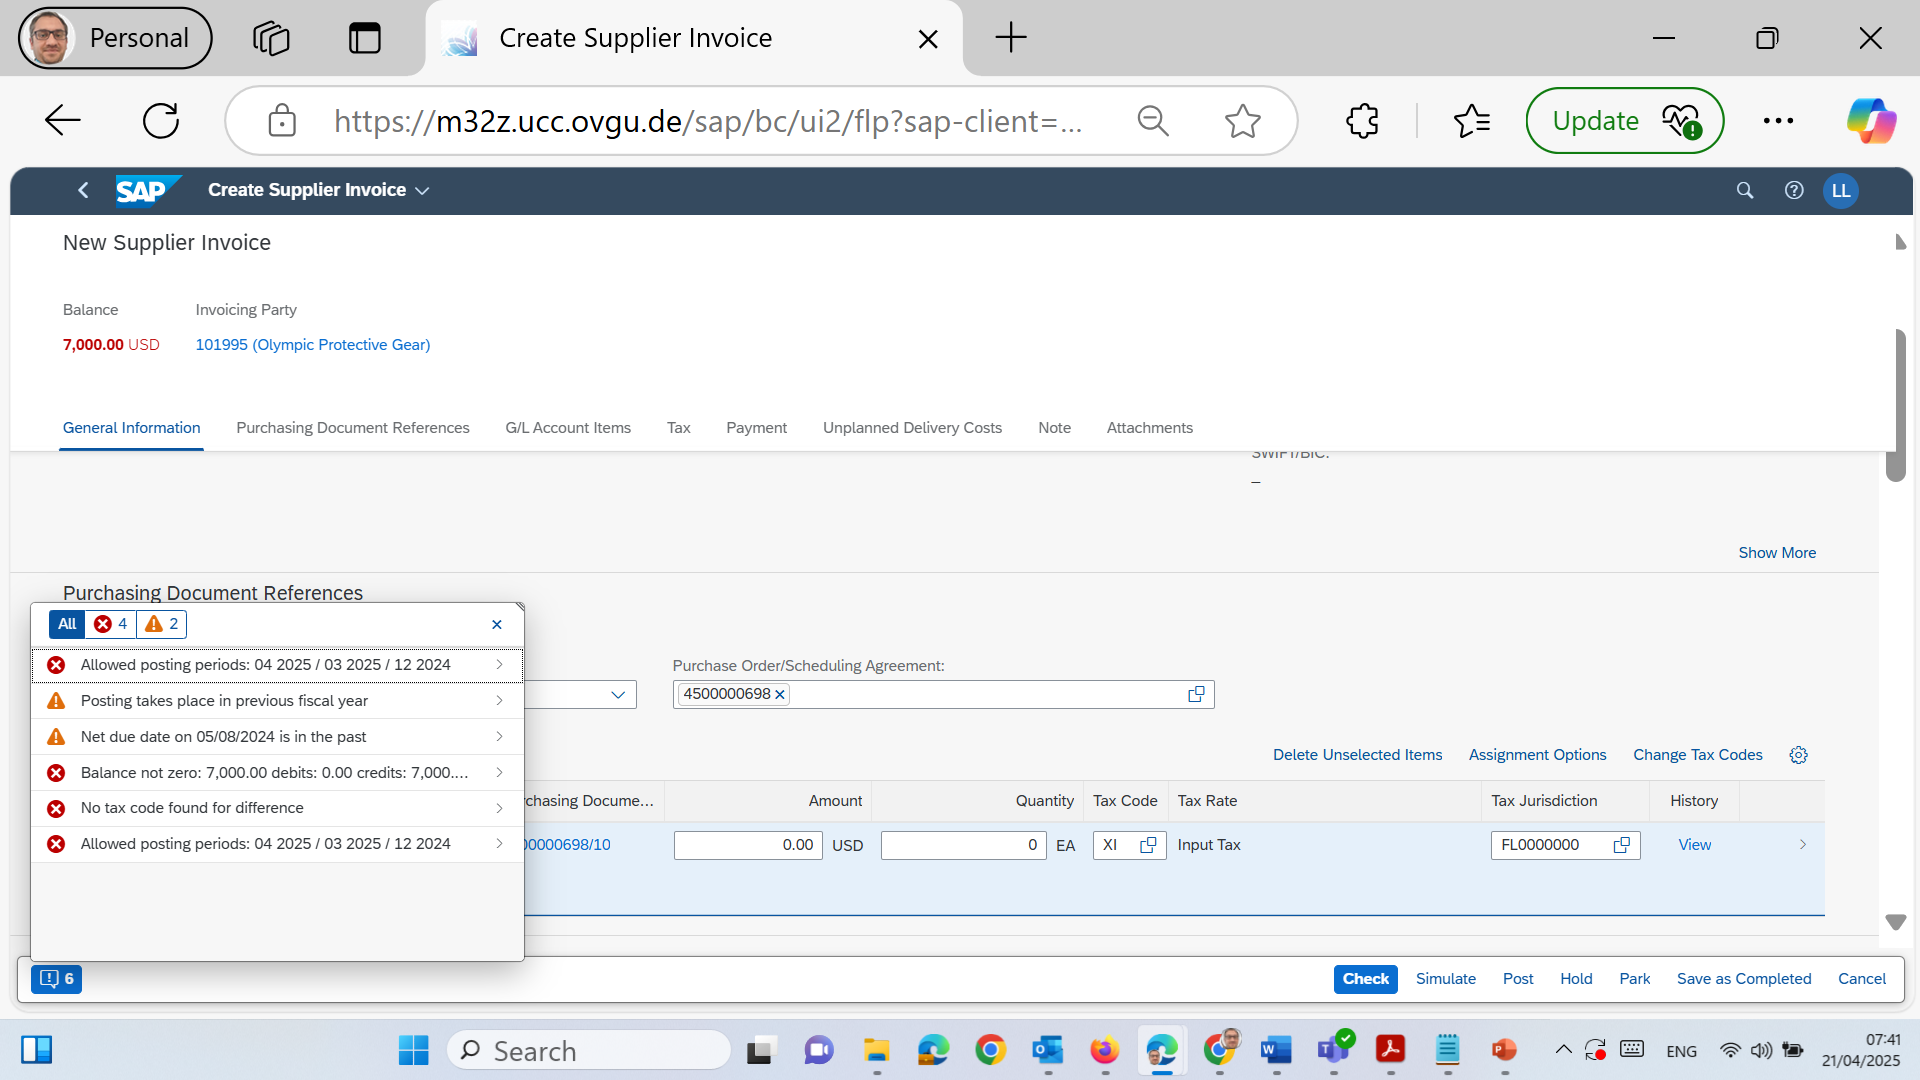 Personal
Create Supplier Invoice
https://m32z.ucc.ovgu.de/sap/bc/ui2/flp?sap-client=...
Update
SAP
Create Supplier Invoice
LL
New Supplier Invoice
Balance
Invoicing Party
7,000.00 USD
101995 (Olympic Protective Gear)
General Information
Purchasing Document References
G/L Account Items
Tax
Payment
Unplanned Delivery Costs
Note
Attachments
SWIFT/BIC:
–
Show More
Purchasing Document References
All
4
2
Allowed posting periods: 04 2025 / 03 2025 / 12 2024
Posting takes place in previous fiscal year
Net due date on 05/08/2024 is in the past
Balance not zero: 7,000.00 debits: 0.00 credits: 7,000....
No tax code found for difference
Allowed posting periods: 04 2025 / 03 2025 / 12 2024
Purchase Order/Scheduling Agreement:
4500000698
Delete Unselected Items
Assignment Options
Change Tax Codes
chasing Docume...
Amount
Quantity
Tax Code
Tax Rate
Tax Jurisdiction
History
00000698/10
0.00 USD
0 EA
XI
Input Tax
FL0000000
View
6
Check
Simulate
Post
Hold
Park
Save as Completed
Cancel
Search
ENG
07:41
21/04/2025